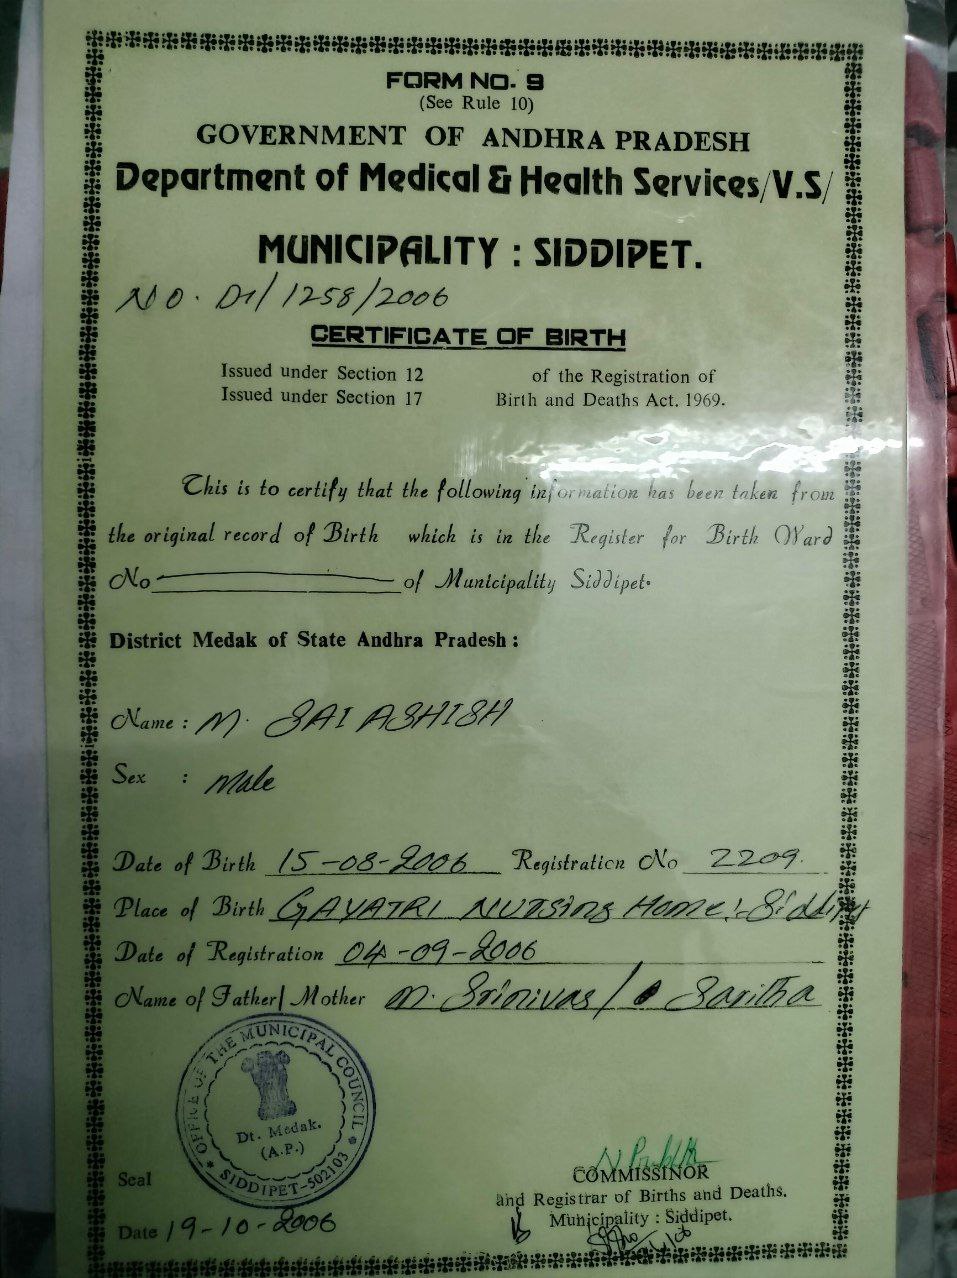 FORM NO. 9
(See Rule 10)
GOVERNMENT OF ANDHRA PRADESH
Department of Medical & Health Services/V.S/
MUNICIPALITY : SIDDIPET.
NO. D1/1258/2006
CERTIFICATE OF BIRTH
Issued under Section 12 of the Registration of
Issued under Section 17 Birth and Deaths Act. 1969.
This is to certify that the following information has been taken from
the original record of Birth which is in the Register for Birth Ward
No of Municipality Siddipet.
District Medak of State Andhra Pradesh :
Name : M. SAI ASHISH
Sex : Male
Date of Birth 15-08-2006 Registration No 2209.
Place of Birth GAYATRI NURSING Home:- Siddipet
Date of Registration 04-09-2006
Name of Father/ Mother M. Srinivas / Saritha
OFFICE OF THE MUNICIPAL COUNCIL
Dt. Medak.
(A.P.)
SIDDIPET-502103
Seal
COMMISSINOR
and Registrar of Births and Deaths.
Municipality : Siddipet.
Date 19-10-2006